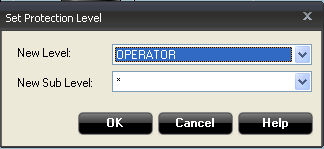 Set Protection Level
New Level: OPERATOR
New Sub Level: *
OK Cancel Help